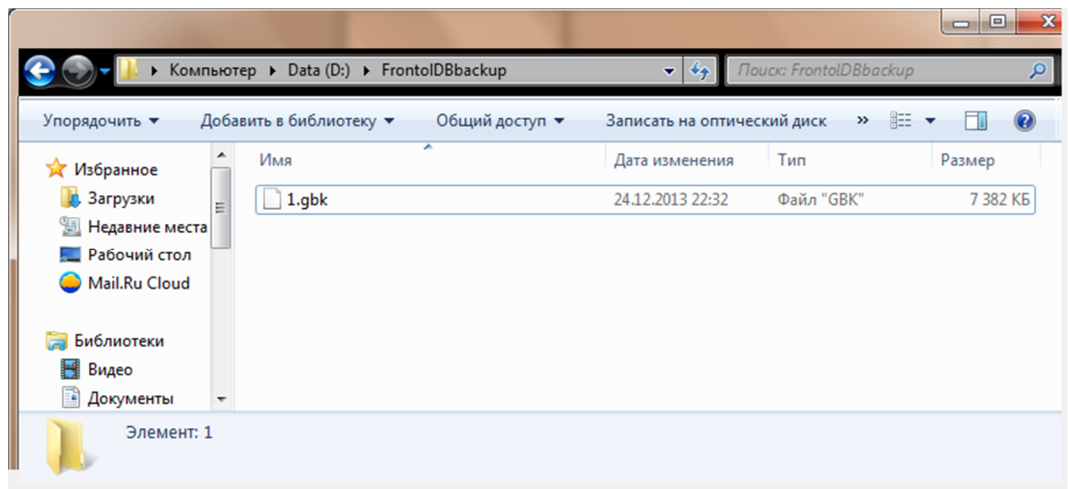 Компьютер ▸ Data (D:) ▸ FrontolDBbackup
Поиск: FrontolDBbackup
Упорядочить Добавить в библиотеку Общий доступ Записать на оптический диск »
Имя Дата изменения Тип Размер
1.gbk 24.12.2013 22:32 Файл "GBK" 7 382 КБ
Избранное
Загрузки
Недавние места
Рабочий стол
Mail.Ru Cloud
Библиотеки
Видео
Документы
Элемент: 1